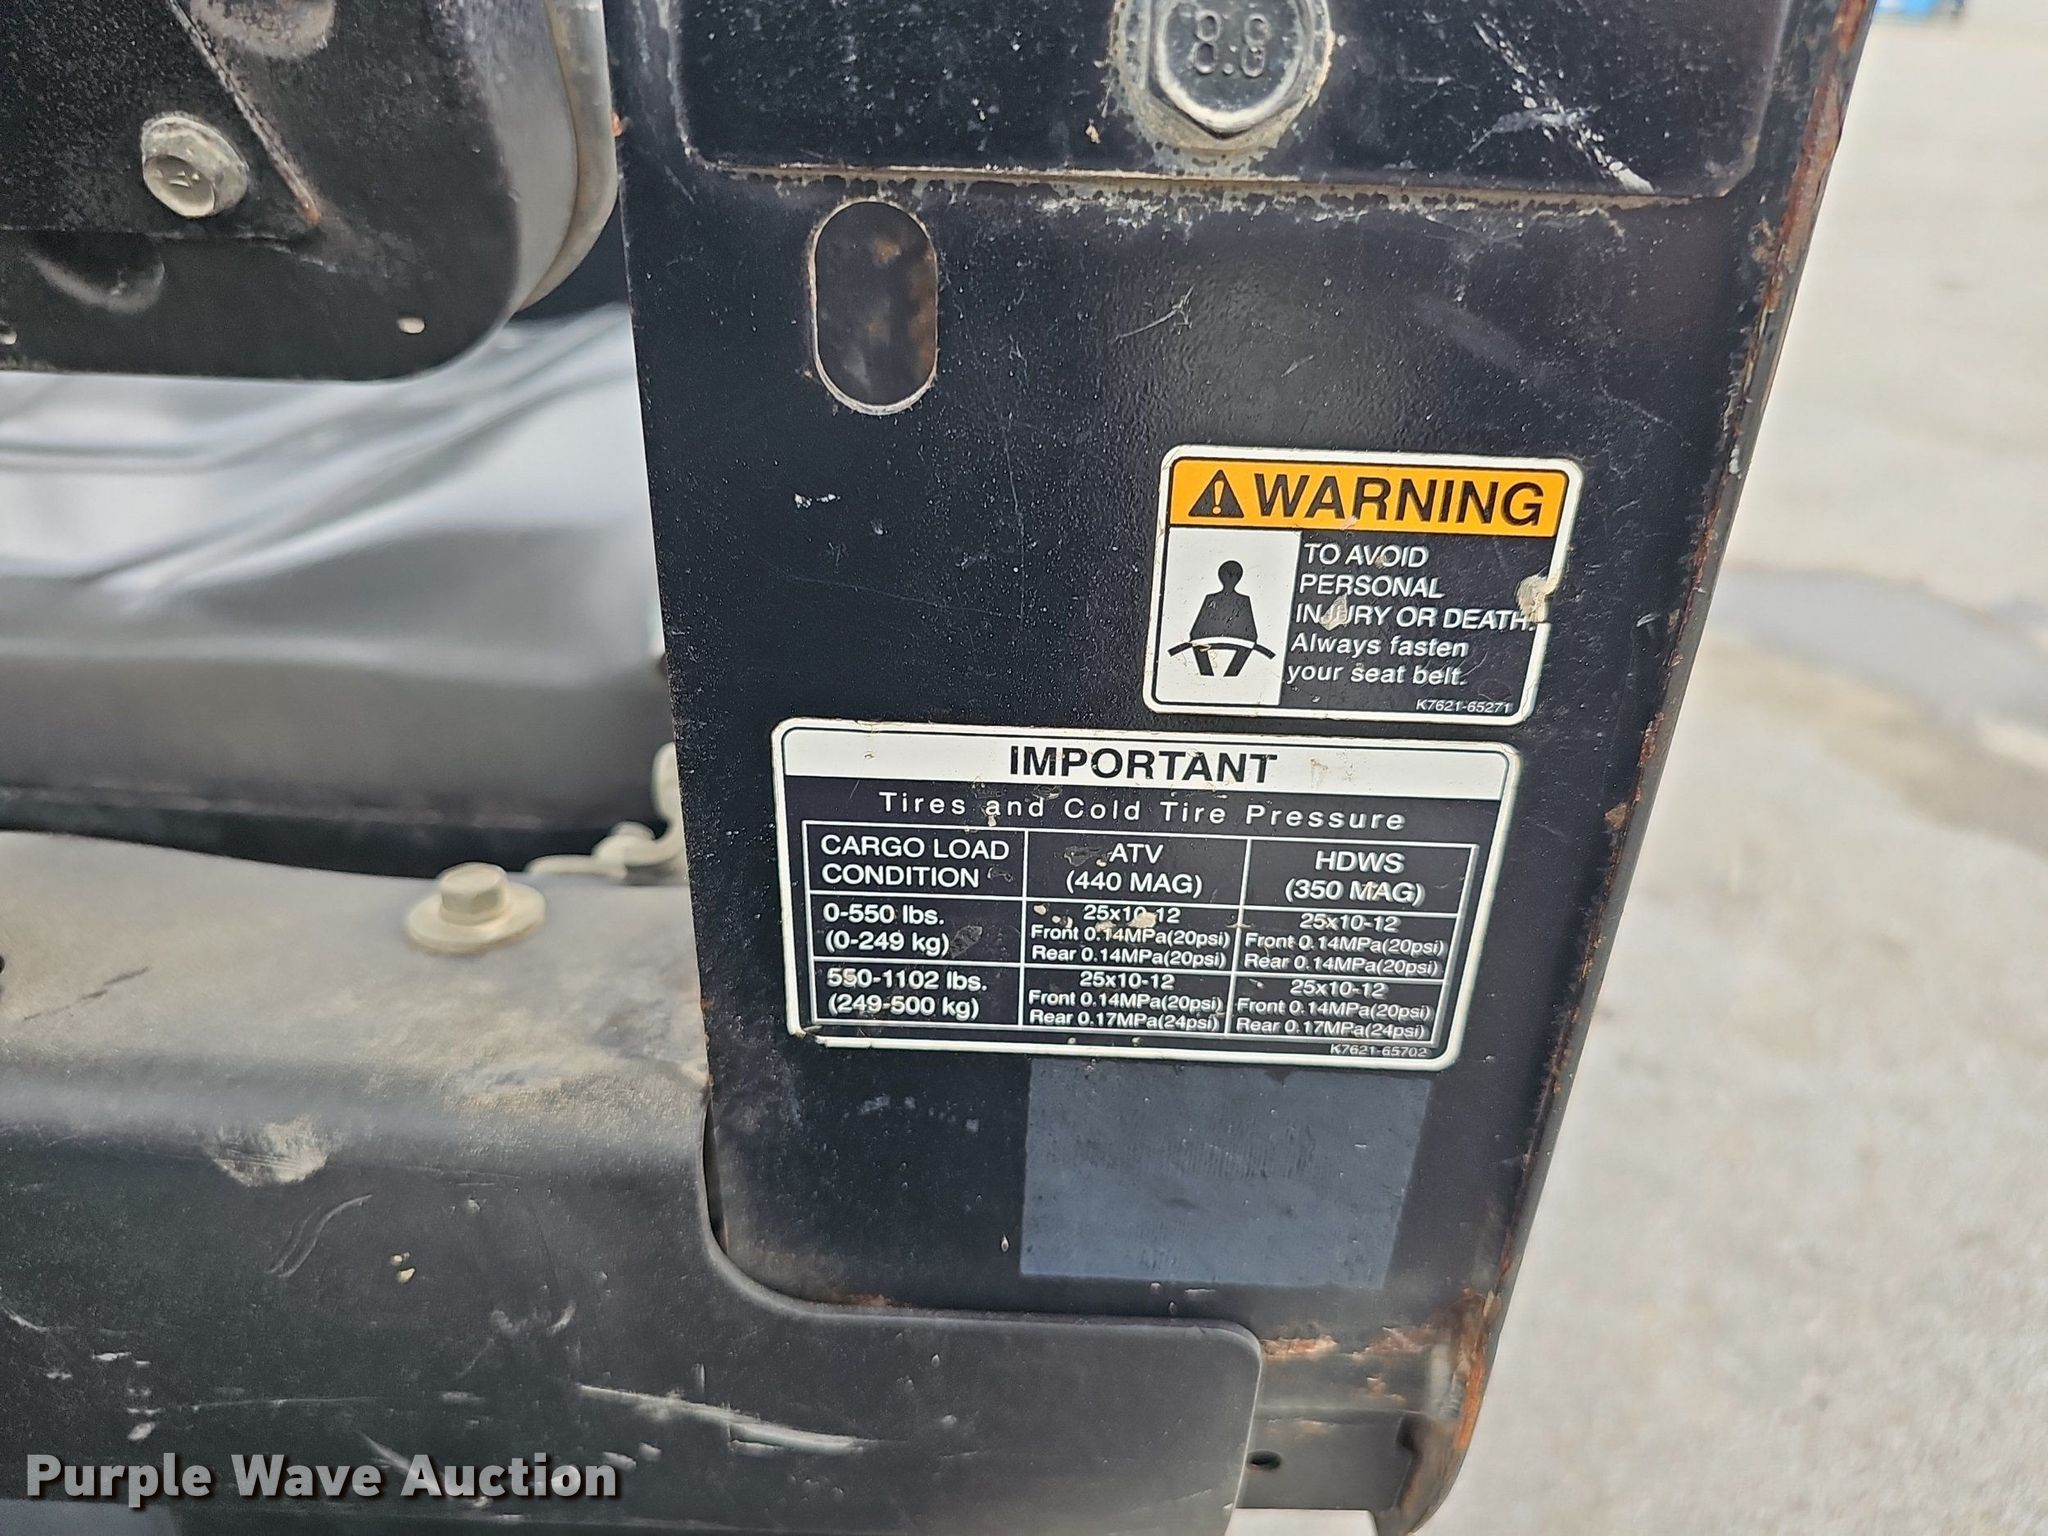 8.8
WARNING
TO AVOID
PERSONAL
INJURY OR DEATH:
Always fasten
your seat belt.
K7621-65271
IMPORTANT
Tires and Cold Tire Pressure
CARGO LOAD CONDITION
ATV (440 MAG)
HDWS (350 MAG)
0-550 lbs. (0-249 kg)
25x10-12
Front 0.14MPa(20psi)
Rear 0.14MPa(20psi)
25x10-12
Front 0.14MPa(20psi)
Rear 0.14MPa(20psi)
550-1102 lbs. (249-500 kg)
25x10-12
Front 0.14MPa(20psi)
Rear 0.17MPa(24psi)
25x10-12
Front 0.14MPa(20psi)
Rear 0.17MPa(24psi)
K7621-65702
Purple Wave Auction